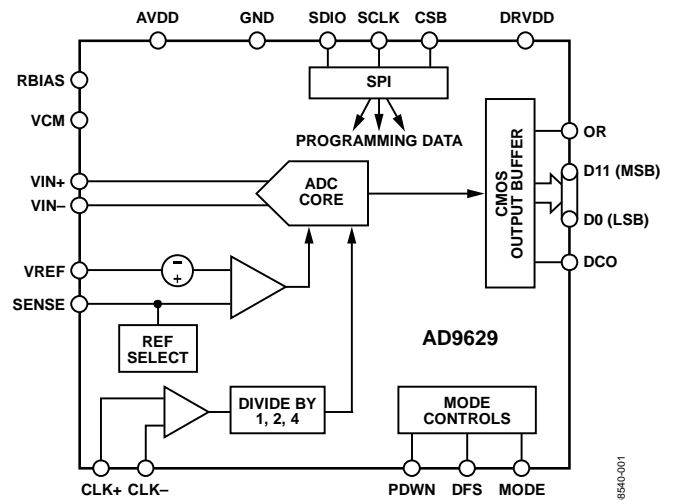 AVDD GND SDIO SCLK CSB DRVDD
RBIAS
SPI
VCM
PROGRAMMING DATA
OR
CMOS
OUTPUT BUFFER
D11 (MSB)
VIN+
ADC
CORE
VIN–
D0 (LSB)
VREF
–
+
DCO
SENSE
REF
SELECT
AD9629
DIVIDE BY
1, 2, 4
MODE
CONTROLS
CLK+ CLK–
PDWN DFS MODE
08540-001